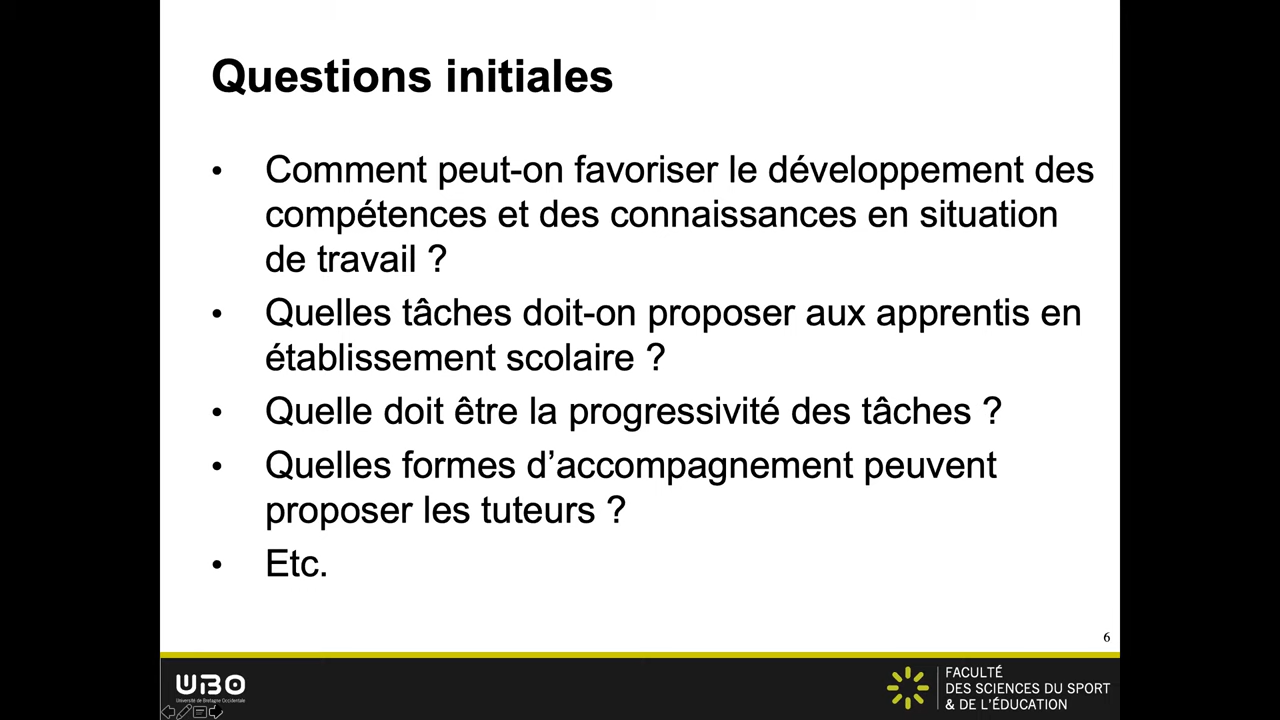 Questions initiales
• Comment peut-on favoriser le développement des
compétences et des connaissances en situation
de travail ?
• Quelles tâches doit-on proposer aux apprentis en
établissement scolaire ?
• Quelle doit être la progressivité des tâches ?
• Quelles formes d’accompagnement peuvent
proposer les tuteurs ?
• Etc.
6
UBO
Université de Bretagne Occidentale
FACULTÉ
DES SCIENCES DU SPORT
& DE L'ÉDUCATION